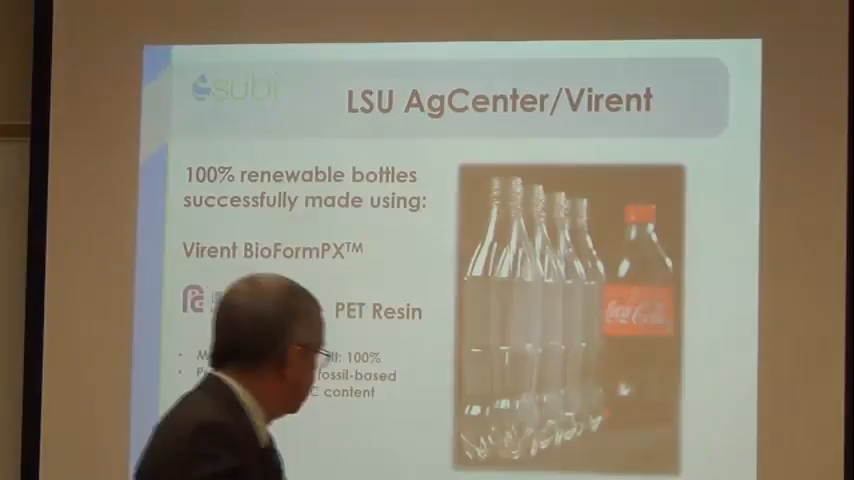 subi
LSU AgCenter/Virent
100% renewable bottles
successfully made using:
Virent BioFormPX™
PET Resin
100%
fossil-based
C content
Coca-Cola